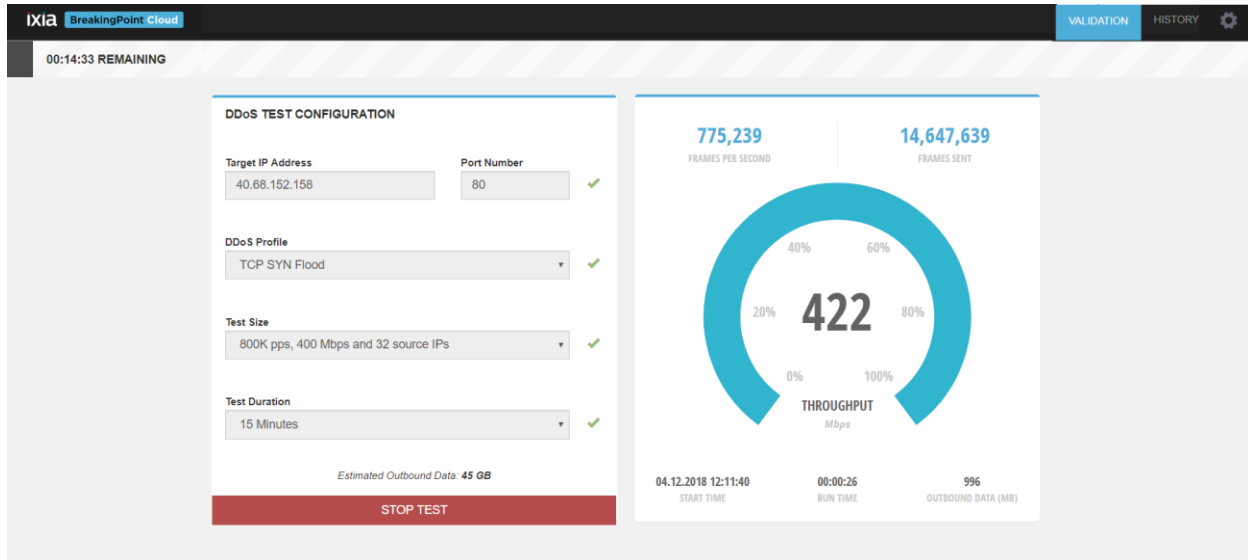 ixia BreakingPoint Cloud
VALIDATION
HISTORY
00:14:33 REMAINING
DDoS TEST CONFIGURATION
Target IP Address
Port Number
40.68.152.158
80
DDoS Profile
TCP SYN Flood
Test Size
800K pps, 400 Mbps and 32 source IPs
Test Duration
15 Minutes
Estimated Outbound Data: 45 GB
STOP TEST
775,239
FRAMES PER SECOND
14,647,639
FRAMES SENT
40%
60%
20%
422
80%
0%
100%
THROUGHPUT
Mbps
04.12.2018 12:11:40
START TIME
00:00:26
RUN TIME
996
OUTBOUND DATA (MB)